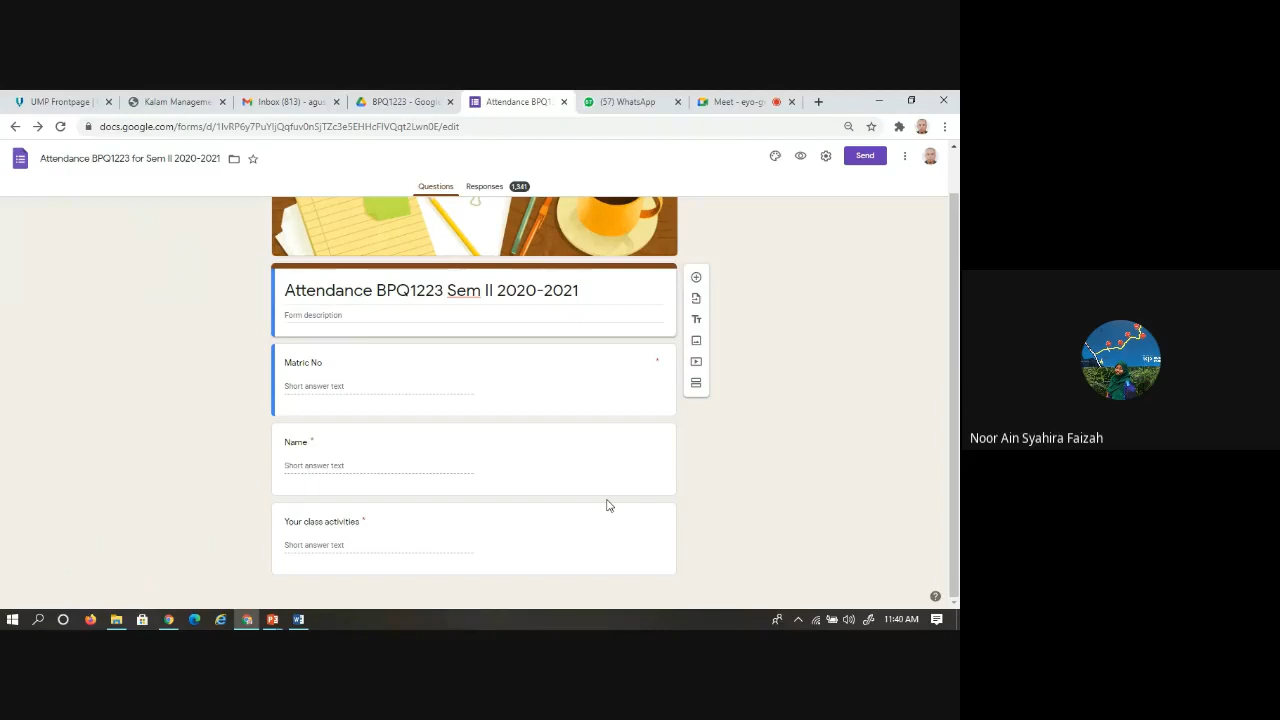 UMP Frontpage |
Kalam Manageme
Inbox (813) - agus
BPQ1223 - Google
Attendance BPQ1
(57) WhatsApp
Meet - eyo-g
docs.google.com/forms/d/
/edit
Attendance BPQ1223 for Sem II 2020-2021
Send
Questions
Responses
1,341
Attendance BPQ1223 Sem II 2020-2021
Form description
Matric No
*
Short answer text
Name *
Short answer text
Your class activities *
Short answer text
Tт
Noor Ain Syahira Faizah
11:40 AM